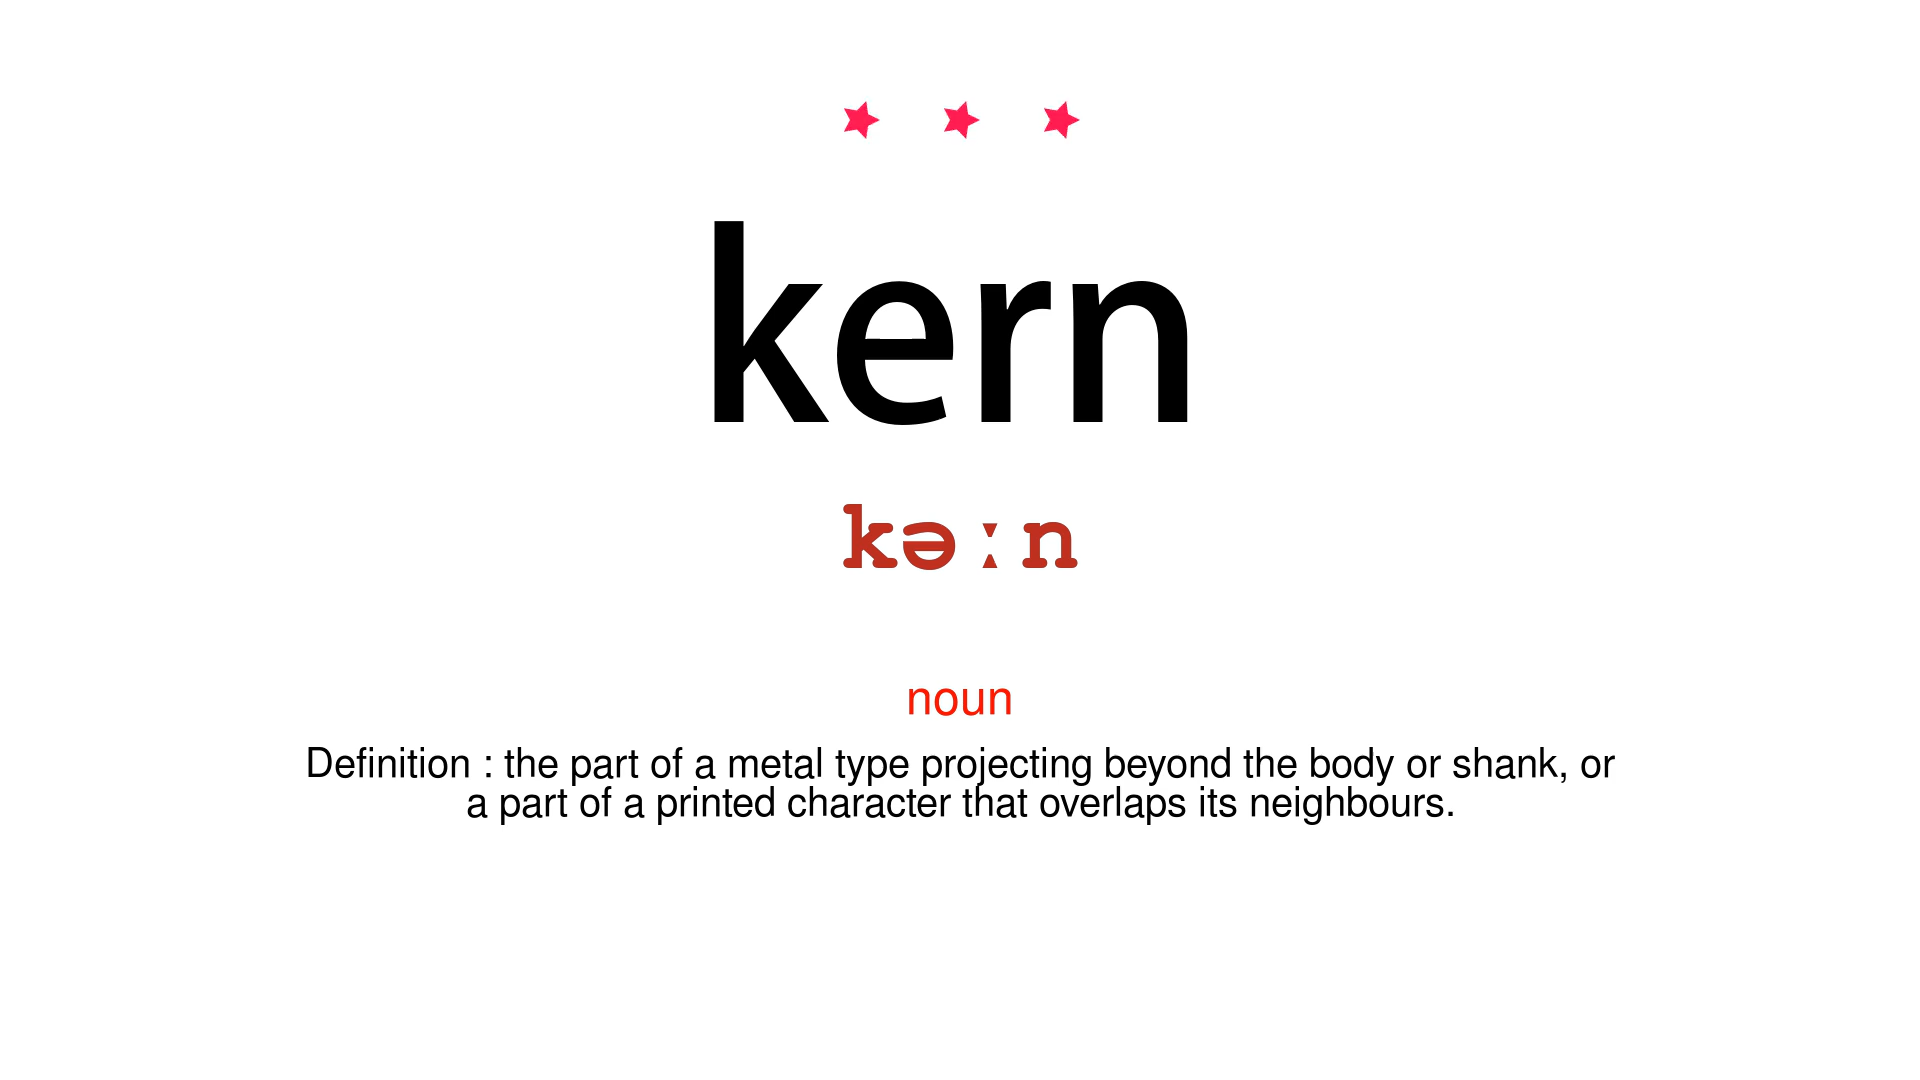 kern
kəːn
noun
Definition : the part of a metal type projecting beyond the body or shank, or
a part of a printed character that overlaps its neighbours.